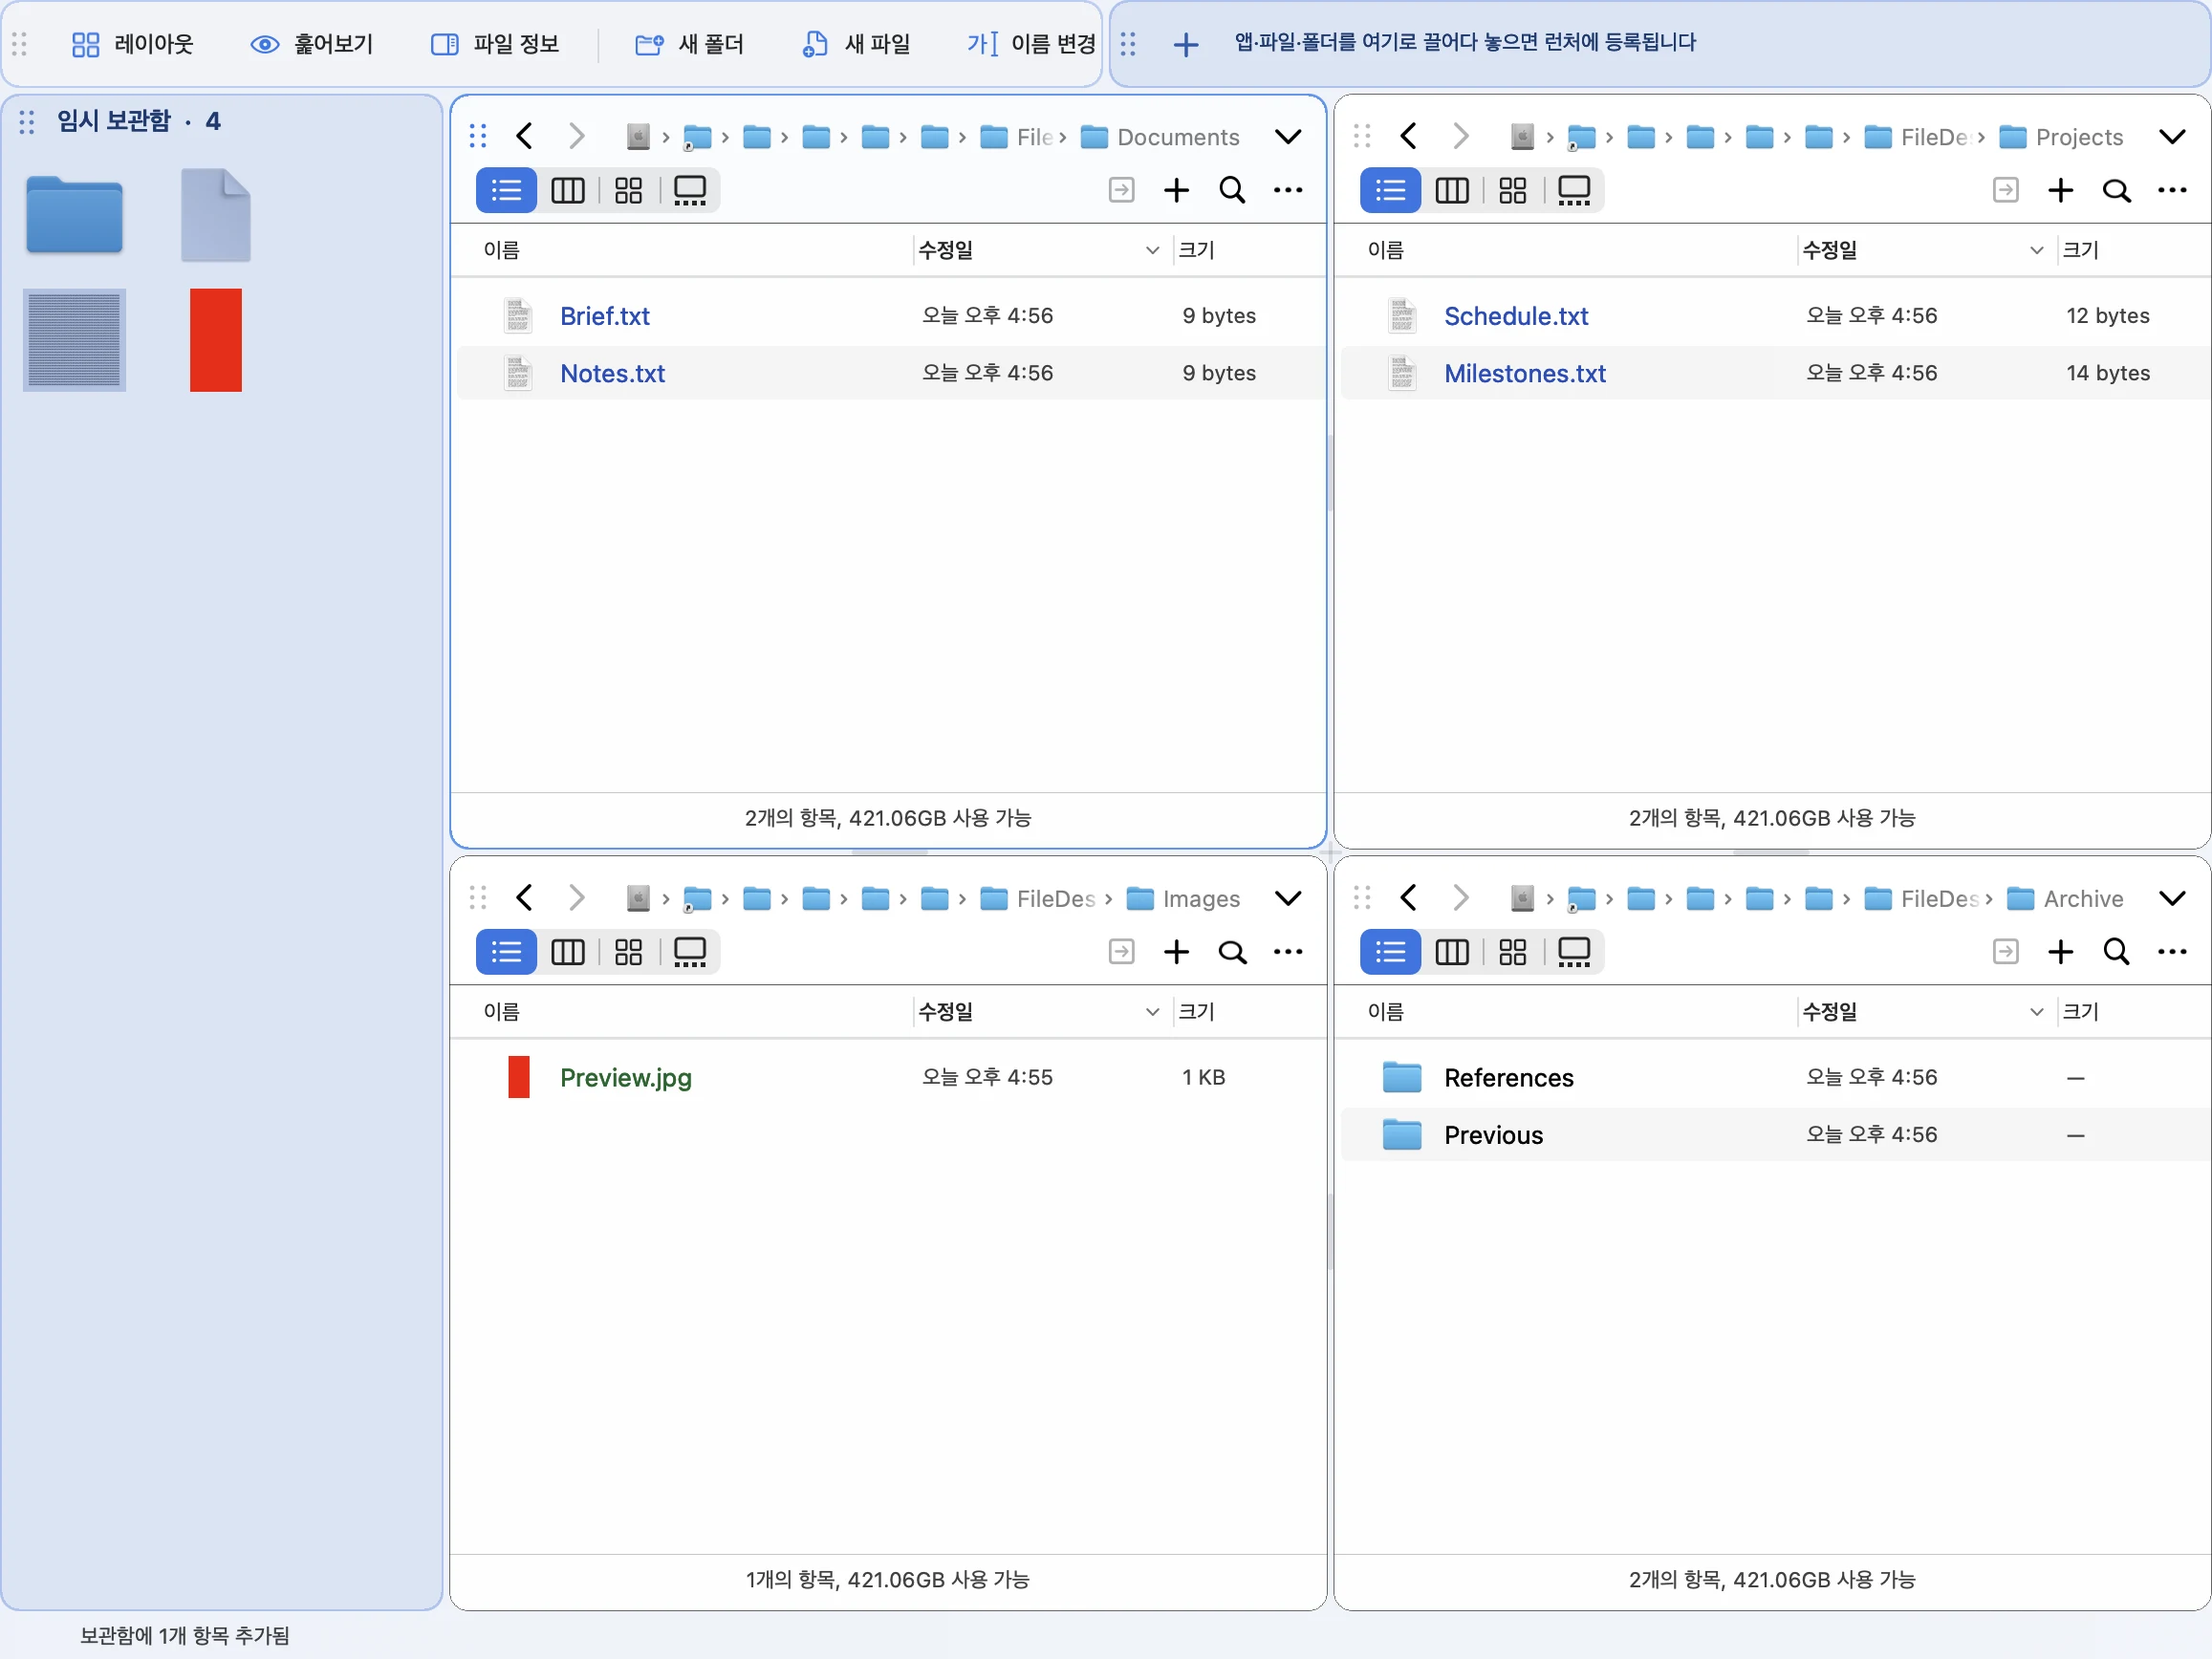 레이아웃 훑어보기 파일 정보 새 폴더 새 파일 가 이름 변경
앱·파일·폴더를 여기로 끌어다 놓으면 런처에 등록됩니다
임시 보관함 · 4
File Documents
이름 수정일 크기
Brief.txt 오늘 오후 4:56 9 bytes
Notes.txt 오늘 오후 4:56 9 bytes
2개의 항목, 421.06GB 사용 가능
FileDe Projects
이름 수정일 크기
Schedule.txt 오늘 오후 4:56 12 bytes
Milestones.txt 오늘 오후 4:56 14 bytes
2개의 항목, 421.06GB 사용 가능
FileDes Images
이름 수정일 크기
Preview.jpg 오늘 오후 4:55 1 KB
1개의 항목, 421.06GB 사용 가능
FileDes Archive
이름 수정일 크기
References 오늘 오후 4:56 —
Previous 오늘 오후 4:56 —
2개의 항목, 421.06GB 사용 가능
보관함에 1개 항목 추가됨